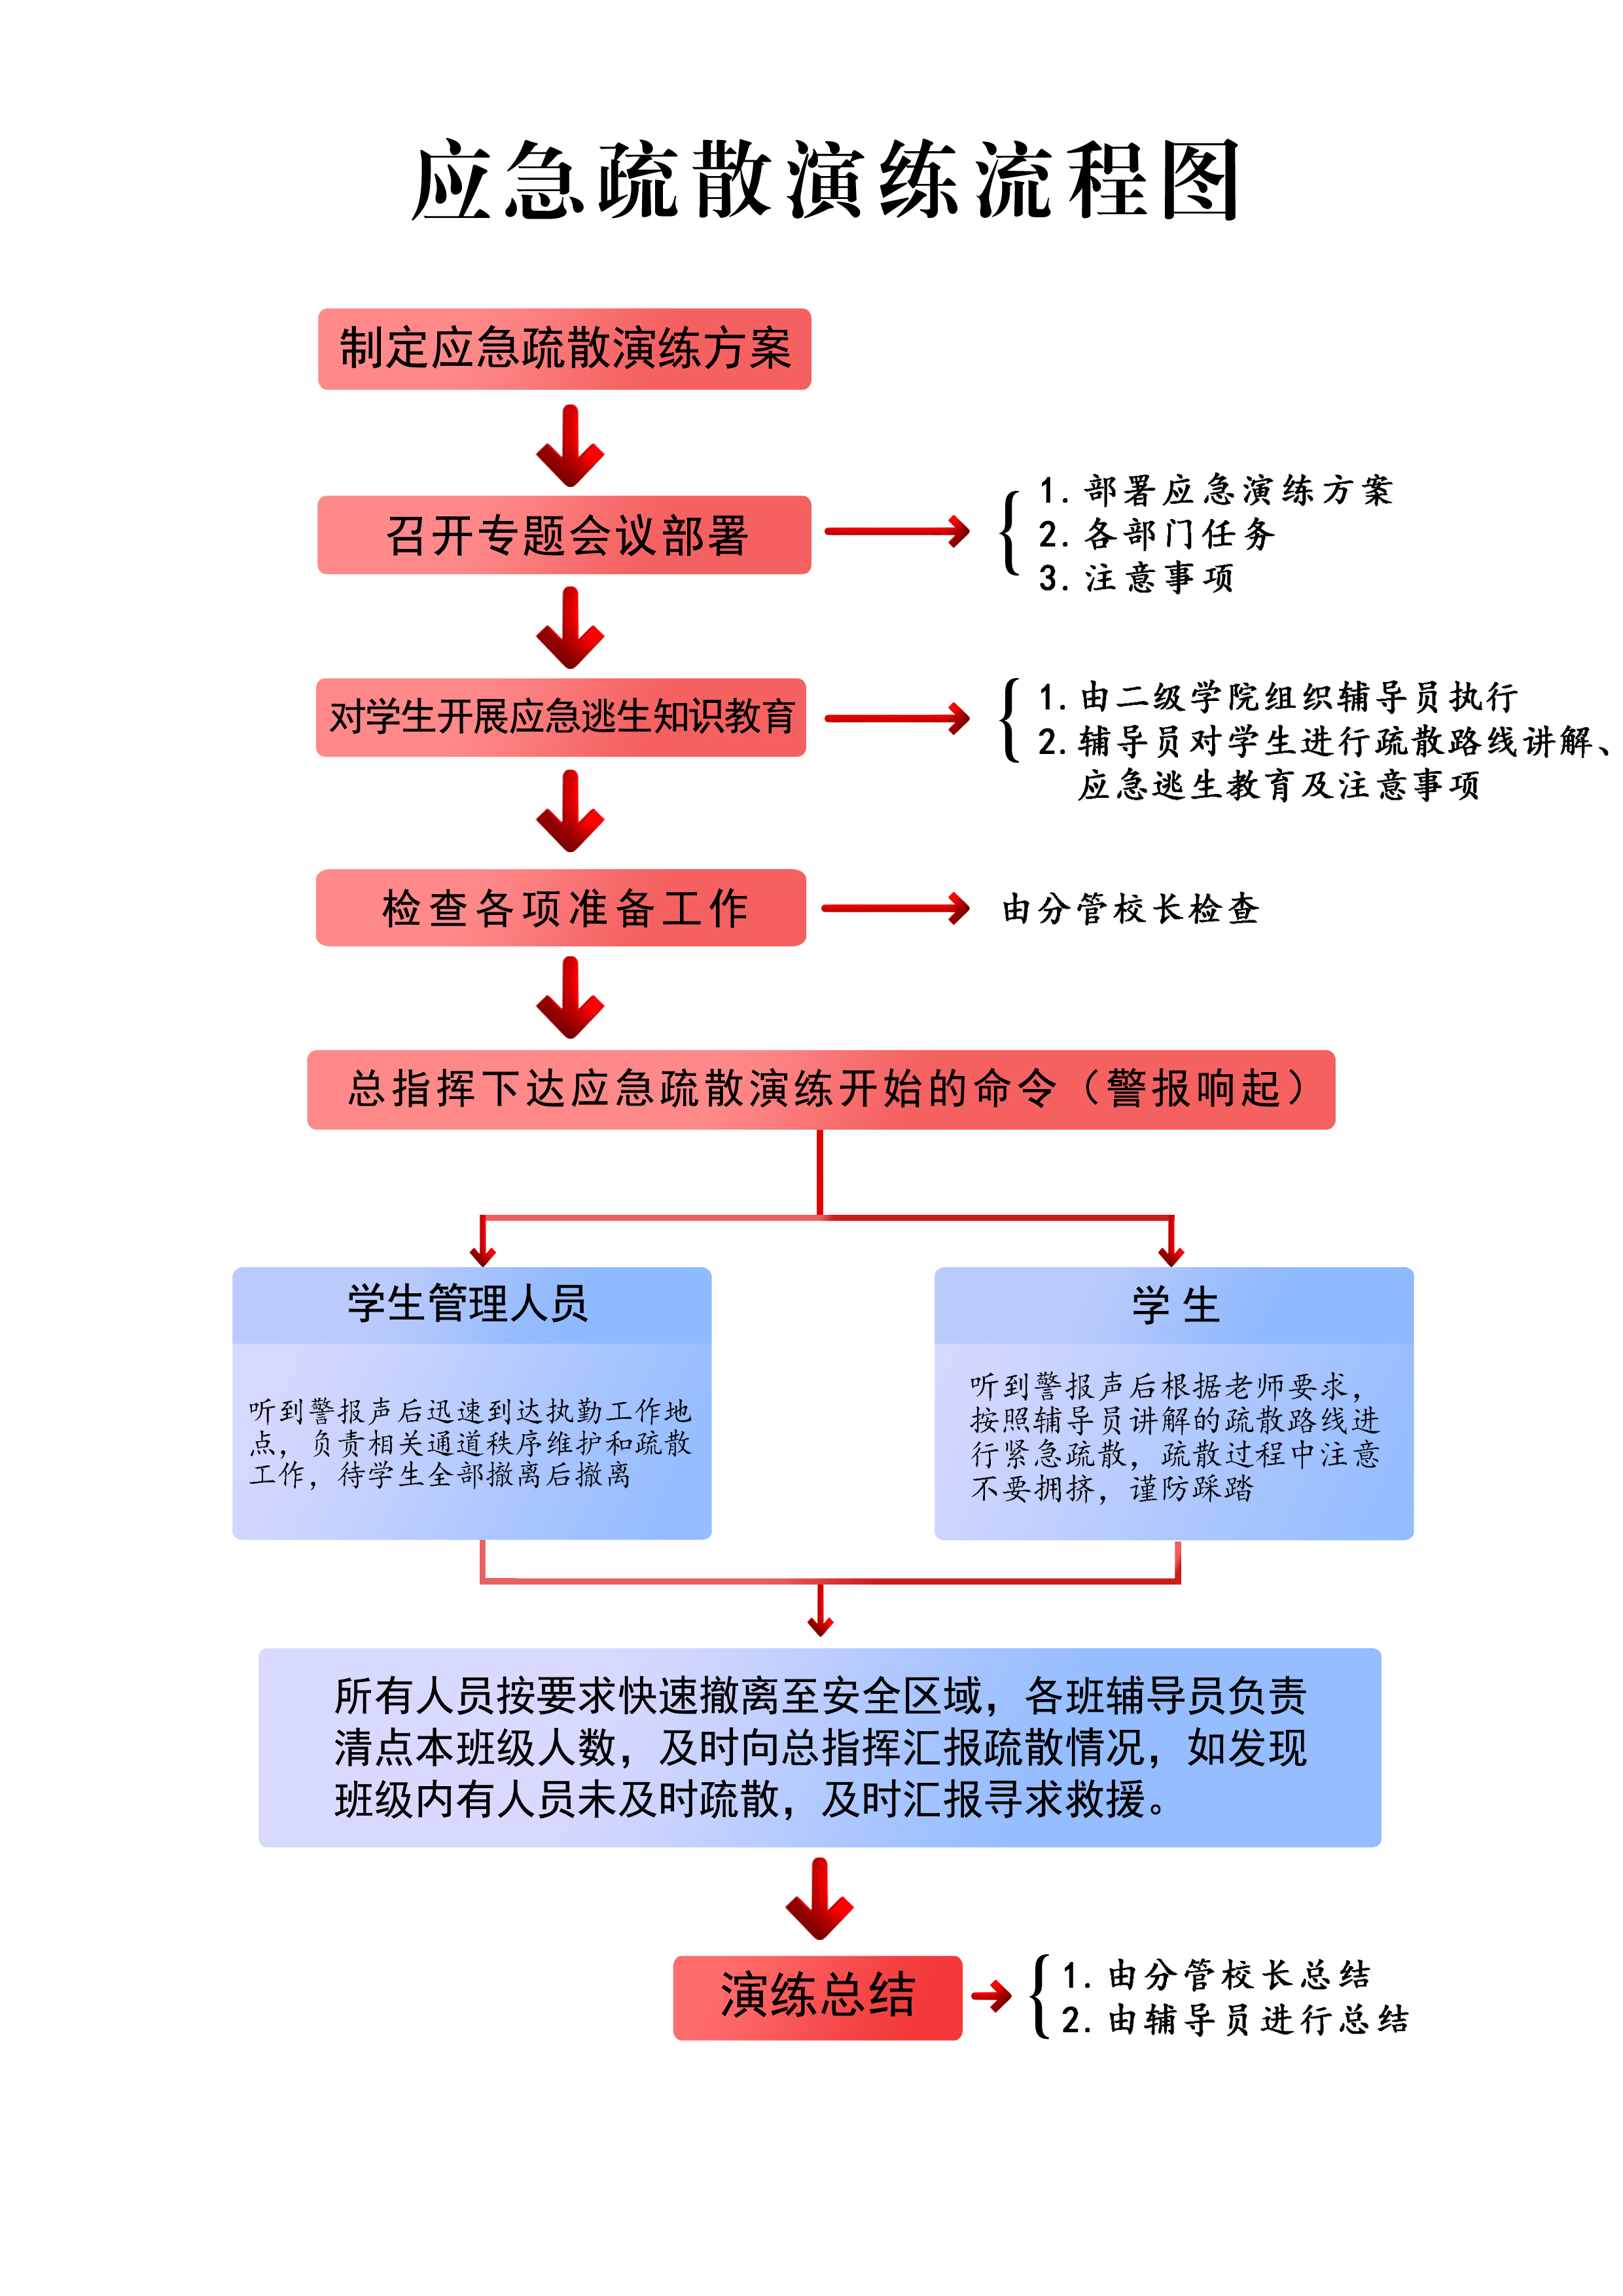 应急疏散演练流程图
制定应急疏散演练方案
召开专题会议部署
1. 部署应急演练方案
2. 各部门任务
3. 注意事项
对学生开展应急逃生知识教育
1. 由二级学院组织辅导员执行
2. 辅导员对学生进行疏散路线讲解、
应急逃生教育及注意事项
检查各项准备工作
由分管校长检查
总指挥下达应急疏散演练开始的命令（警报响起）
学生管理人员
听到警报声后迅速到达执勤工作地
点，负责相关通道秩序维护和疏散
工作，待学生全部撤离后撤离
学生
听到警报声后根据老师要求，
按照辅导员讲解的疏散路线进
行紧急疏散，疏散过程中注意
不要拥挤，谨防踩踏
所有人员按要求快速撤离至安全区域，各班辅导员负责
清点本班级人数，及时向总指挥汇报疏散情况，如发现
班级内有人员未及时疏散，及时汇报寻求救援。
演练总结
1. 由分管校长总结
2. 由辅导员进行总结